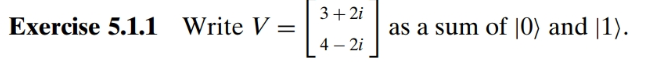 Exercise 5.1.1 Write V = [ 3 + 2i
4 − 2i ] as a sum of |0⟩ and |1⟩.